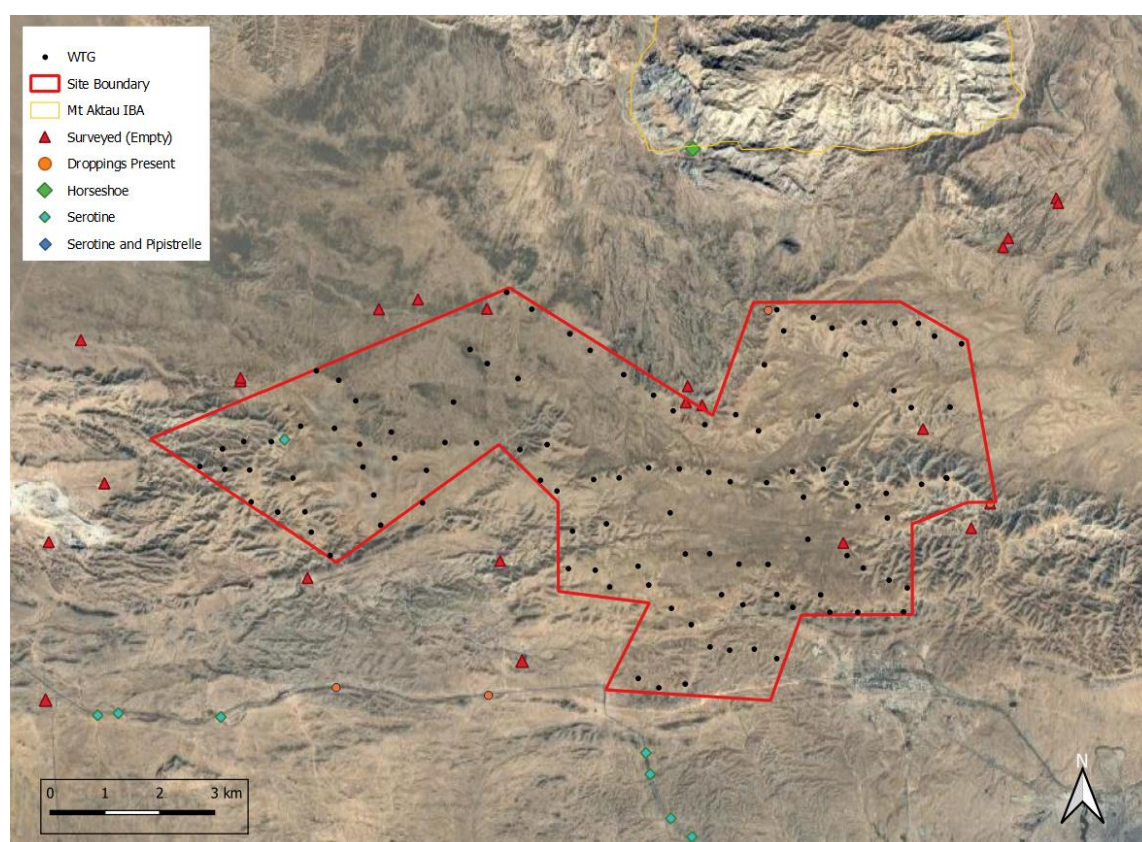 WTG
Site Boundary
Mt Aktau IBA
Surveyed (Empty)
Droppings Present
Horseshoe
Serotine
Serotine and Pipistrelle
0 1 2 3 km
N